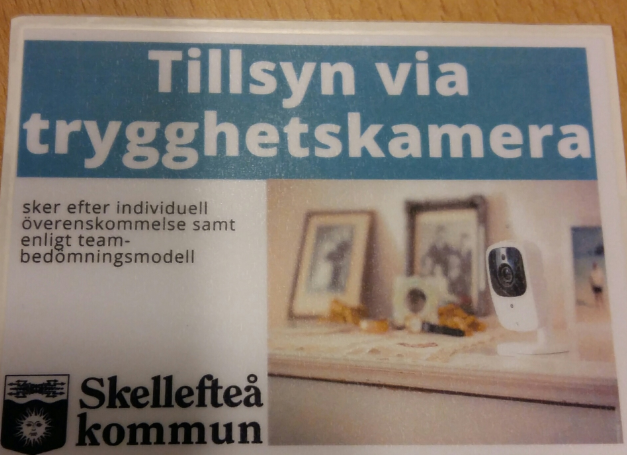 Tillsyn via
trygghetskamera
sker efter individuell
överenskommelse samt
enligt team-
bedömningsmodell
Skellefteå
kommun